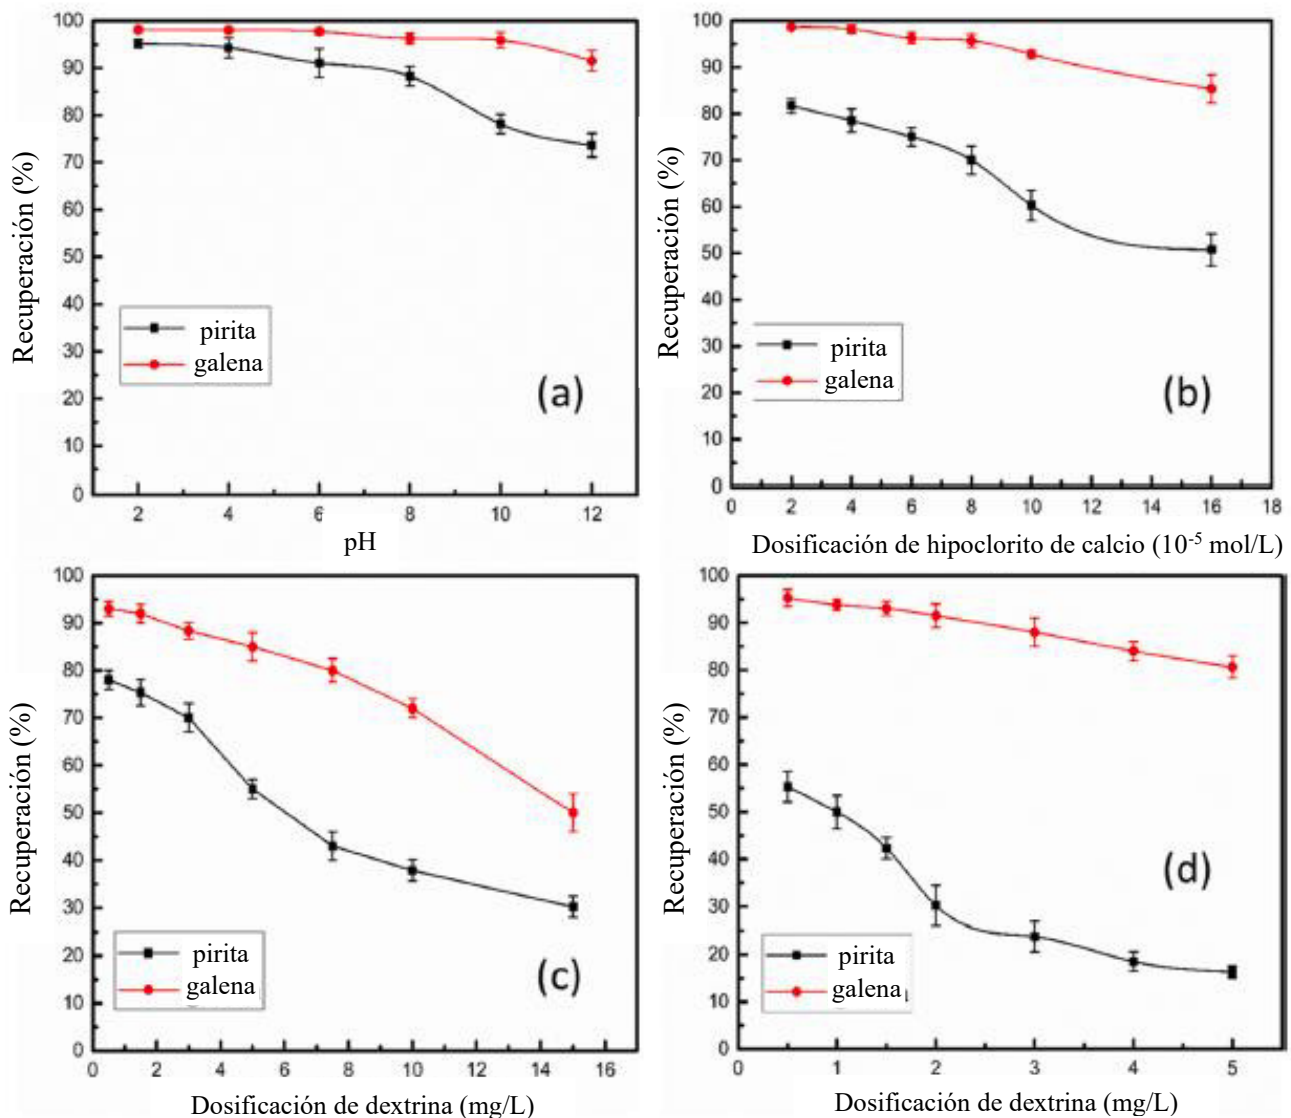 100
90
80
70
60
50
40
30
20
10
0
Recuperación (%)
pirita
galena
(a)
2 4 6 8 10 12
pH
100
90
80
70
60
50
40
30
20
10
0
Recuperación (%)
pirita
galena
(b)
0 2 4 6 8 10 12 14 16 18
Dosificación de hipoclorito de calcio (10⁻⁵ mol/L)
100
90
80
70
60
50
40
30
20
10
0
Recuperación (%)
pirita
galena
(c)
0 2 4 6 8 10 12 14 16
Dosificación de dextrina (mg/L)
100
90
80
70
60
50
40
30
20
10
0
Recuperación (%)
pirita
galena
(d)
0 1 2 3 4 5
Dosificación de dextrina (mg/L)